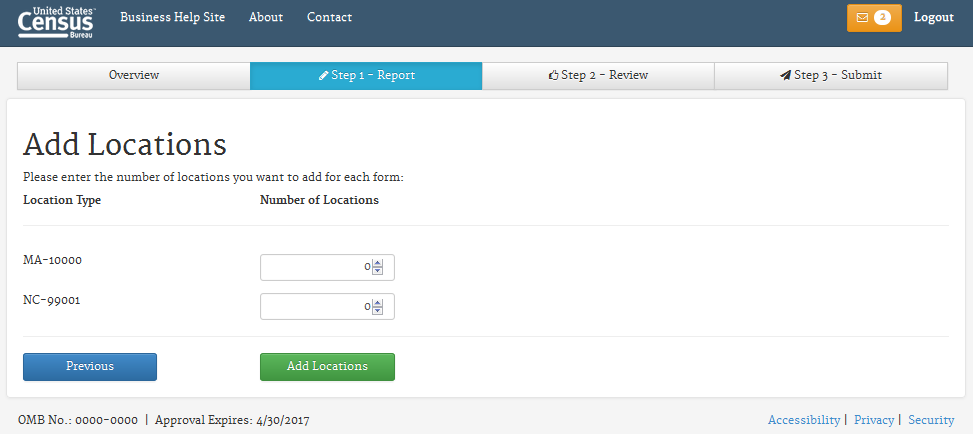 United States™
Census
Bureau
Business Help Site About Contact 2 Logout
Overview Step 1 - Report Step 2 - Review Step 3 - Submit
Add Locations
Please enter the number of locations you want to add for each form:
Location Type Number of Locations
MA-10000 0
NC-99001 0
Previous Add Locations
OMB No.: 0000-0000 | Approval Expires: 4/30/2017 Accessibility | Privacy | Security